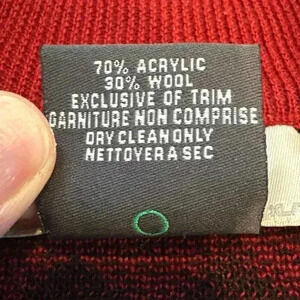 70% ACRYLIC
30% WOOL
EXCLUSIVE OF TRIM
GARNITURE NON COMPRISE
DRY CLEAN ONLY
NETTOYER A SEC